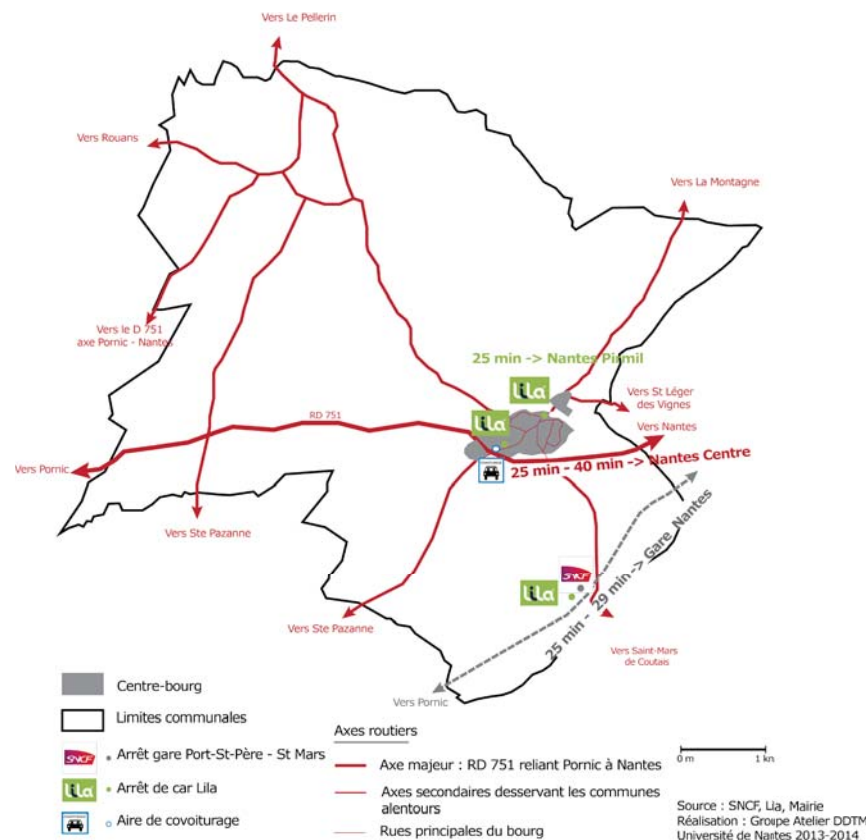 Vers Le Pellerin
Vers Rouans
Vers La Montagne
Vers le D 751
axe Pornic - Nantes
25 min -> Nantes Pirmil
Lila
Lila
Vers St Léger
des Vignes
RD 751
Vers Nantes
Vers Pornic
25 min - 40 min -> Nantes Centre
Vers Ste Pazanne
SNCF
Lila
25 min - 29 min -> Gare Nantes
Vers Ste Pazanne
Vers Saint-Mars
de Coutais
Vers Pornic
Centre-bourg
Limites communales
SNCF Arrêt gare Port-St-Père - St Mars
Lila Arrêt de car Lila
Aire de covoiturage
Axes routiers
Axe majeur : RD 751 reliant Pornic à Nantes
Axes secondaires desservant les communes
alentours
Rues principales du bourg
0 m 1 kn
Source : SNCF, Lia, Mairie
Réalisation : Groupe Atelier DDTN
Université de Nantes 2013-2014